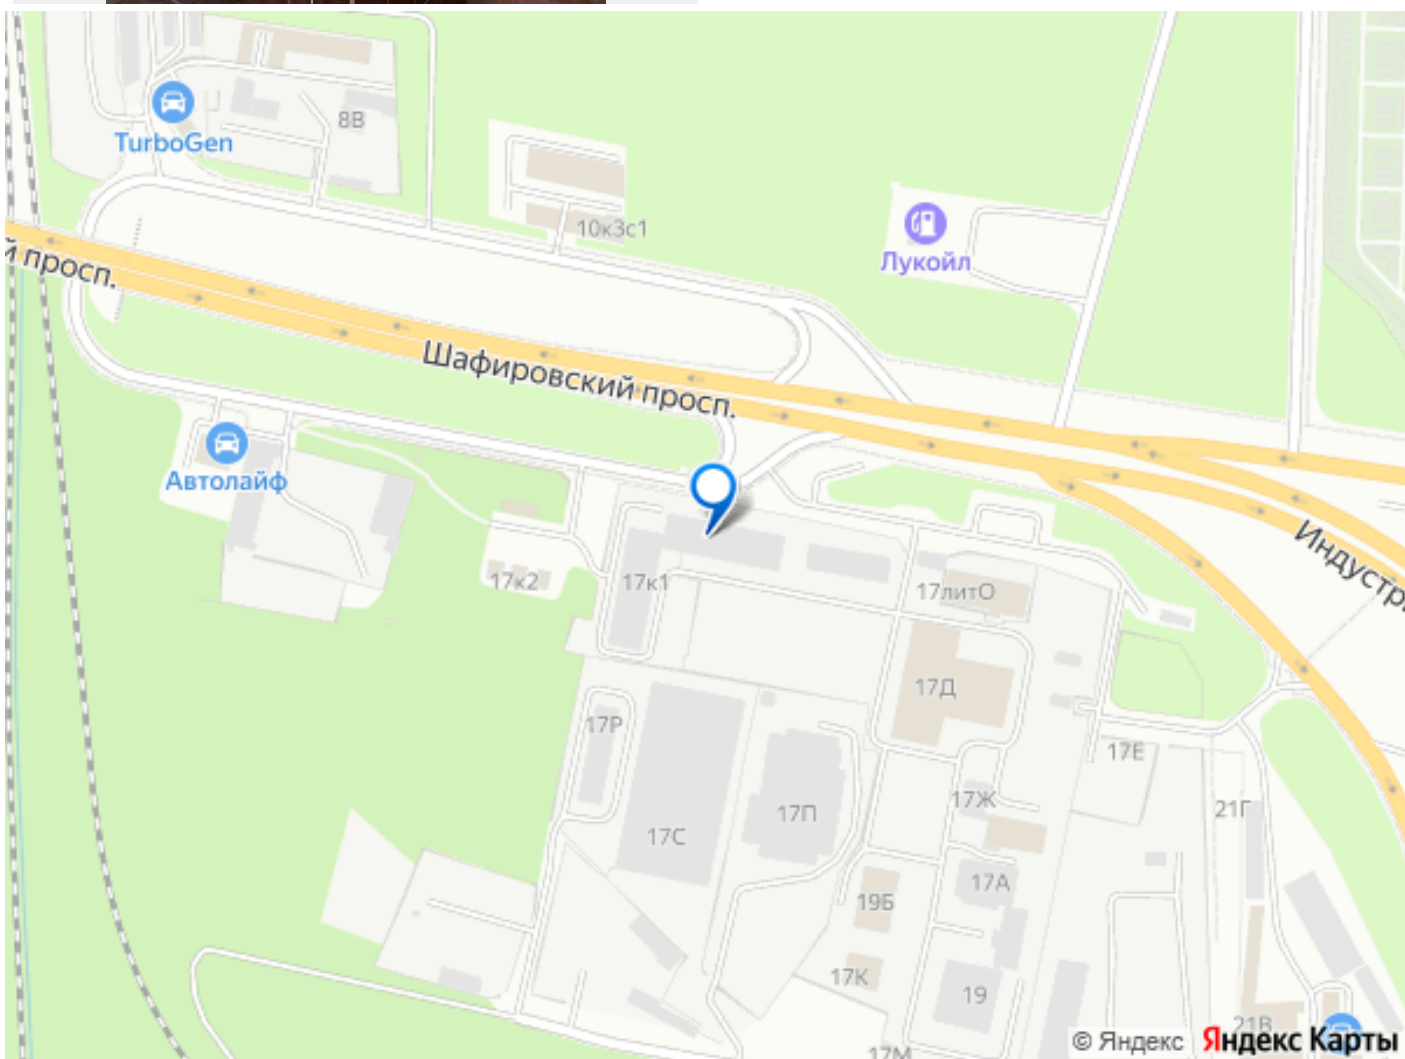 8В
TurboGen
10к3с1
Лукойл
й просп.
Шафировский просп.
Автолайф
Индустри
17к2
17к1
17литО
17Д
17Р
17Е
17Ж
21Г
17П
17С
17А
19Б
17К
19
21В
17М
© Яндекс
Яндекс Карты